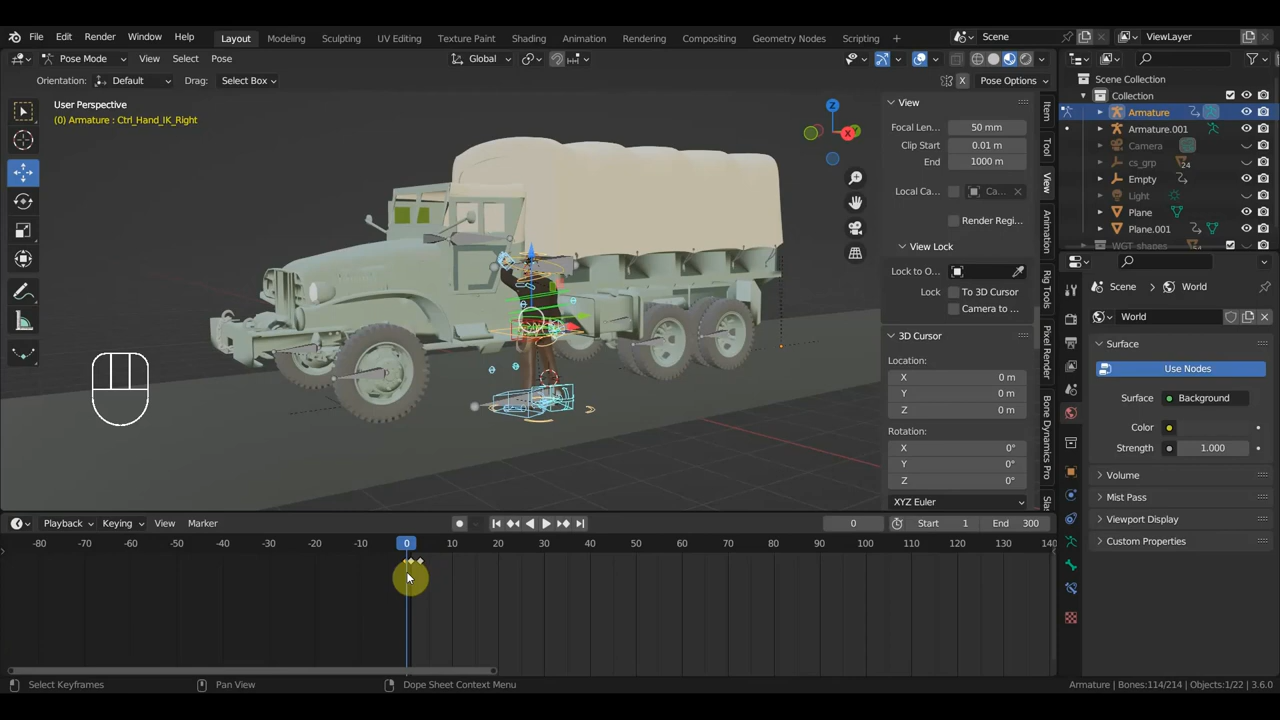 File Edit Render Window Help Layout Modeling Sculpting UV Editing Texture Paint Shading Animation Rendering Compositing Geometry Nodes Scripting + Scene ViewLayer
Pose Mode View Select Pose Global
Orientation: Default Drag: Select Box X Pose Options
User Perspective
(0) Armature : Ctrl_Hand_IK_Right
Z
X
Y
View
Focal Len... 50 mm
Clip Start 0.01 m
End 1000 m
Local Ca... Ca...
Render Regi...
View Lock
Lock to O...
Lock To 3D Cursor
Camera to ...
3D Cursor
Location:
X 0 m
Y 0 m
Z 0 m
Rotation:
X 0°
Y 0°
Z 0°
XYZ Euler
Item
Tool
View
Animation
Rig Tools
Pixel Render
Bone Dynamics Pro
Scene Collection
Collection
Armature
Armature.001
Camera
cs_grp 24
Empty
Light
Plane
Plane.001
WGT_shapes
Scene World
World
Surface
Use Nodes
Surface Background
Color
Strength 1.000
Volume
Mist Pass
Viewport Display
Custom Properties
Playback Keying View Marker 0 Start 1 End 300
-80 -70 -60 -50 -40 -30 -20 -10 0 10 20 30 40 50 60 70 80 90 100 110 120 130 140
Select Keyframes Pan View Dope Sheet Context Menu Armature | Bones:114/214 | Objects:1/22 | 3.6.0